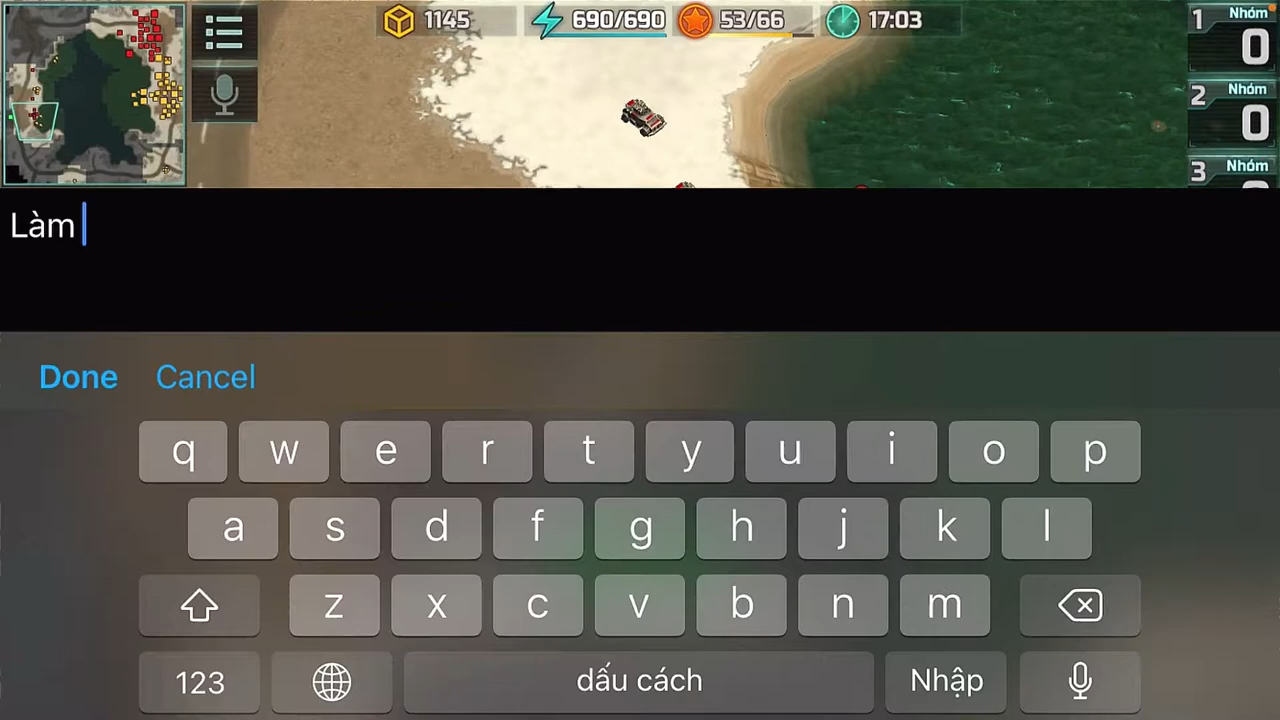 1145
690/690
53/66
17:03
1 Nhóm
0
2 Nhóm
0
3 Nhóm
Làm
Done Cancel
q w e r t y u i o p
a s d f g h j k l
z x c v b n m
123 dấu cách Nhập